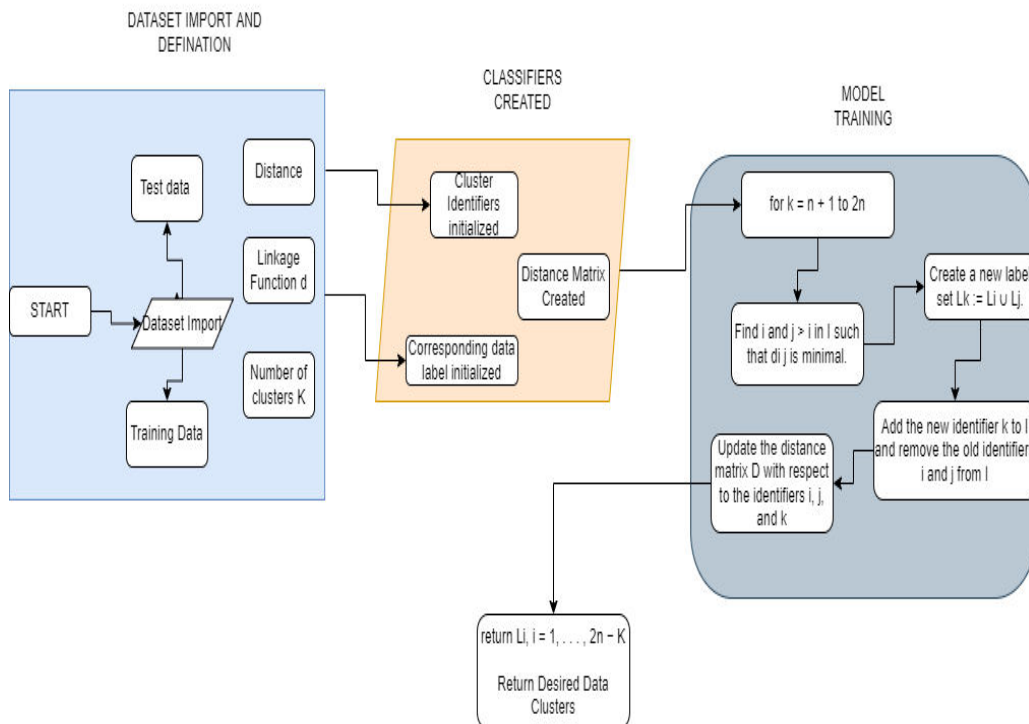 DATASET IMPORT AND
DEFINATION
Test data
Distance
Linkage
Function d
START
Dataset Import
Number of
clusters K
Training Data
CLASSIFIERS
CREATED
Cluster
Identifiers
initialized
Distance Matrix
Created
Corresponding data
label initialized
MODEL
TRAINING
for k = n + 1 to 2n
Find i and j > i in I such
that di j is minimal.
Create a new label
set Lk := Li ∪ Lj.
Add the new identifier k to I
and remove the old identifier
i and j from I
Update the distance
matrix D with respect
to the identifiers i, j,
and k
return Li, i = 1, . . . , 2n − K
Return Desired Data
Clusters